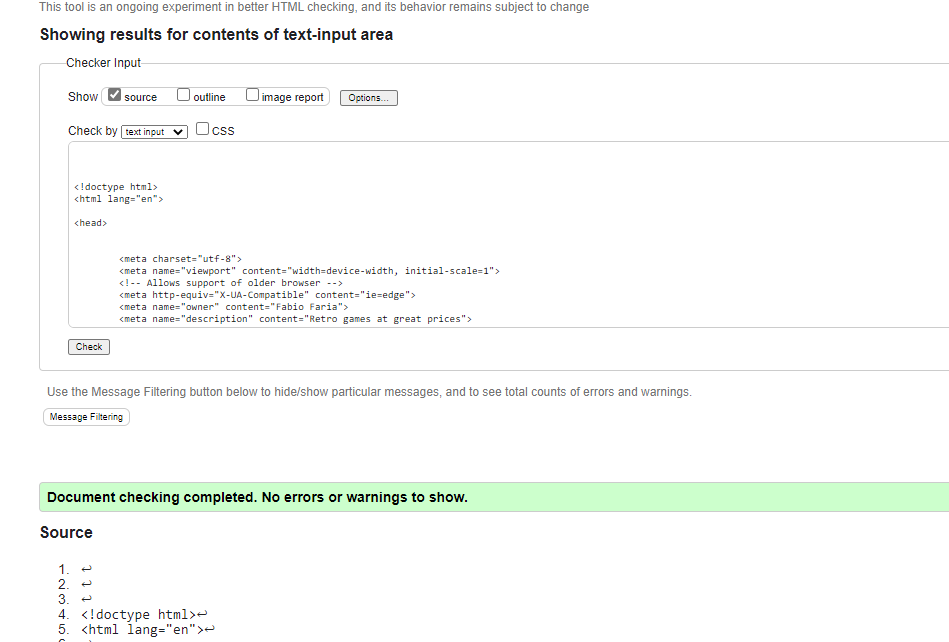 This tool is an ongoing experiment in better HTML checking, and its behavior remains subject to change
Showing results for contents of text-input area
Checker Input
Show source outline image report Options...
Check by text input CSS
<!doctype html>
<html lang="en">
<head>
<meta charset="utf-8">
<meta name="viewport" content="width=device-width, initial-scale=1">
<!-- Allows support of older browser -->
<meta http-equiv="X-UA-Compatible" content="ie=edge">
<meta name="owner" content="Fabio Faria">
<meta name="description" content="Retro games at great prices">
Check
Use the Message Filtering button below to hide/show particular messages, and to see total counts of errors and warnings.
Message Filtering
Document checking completed. No errors or warnings to show.
Source
1. ↩
2. ↩
3. ↩
4. <!doctype html>↩
5. <html lang="en">↩